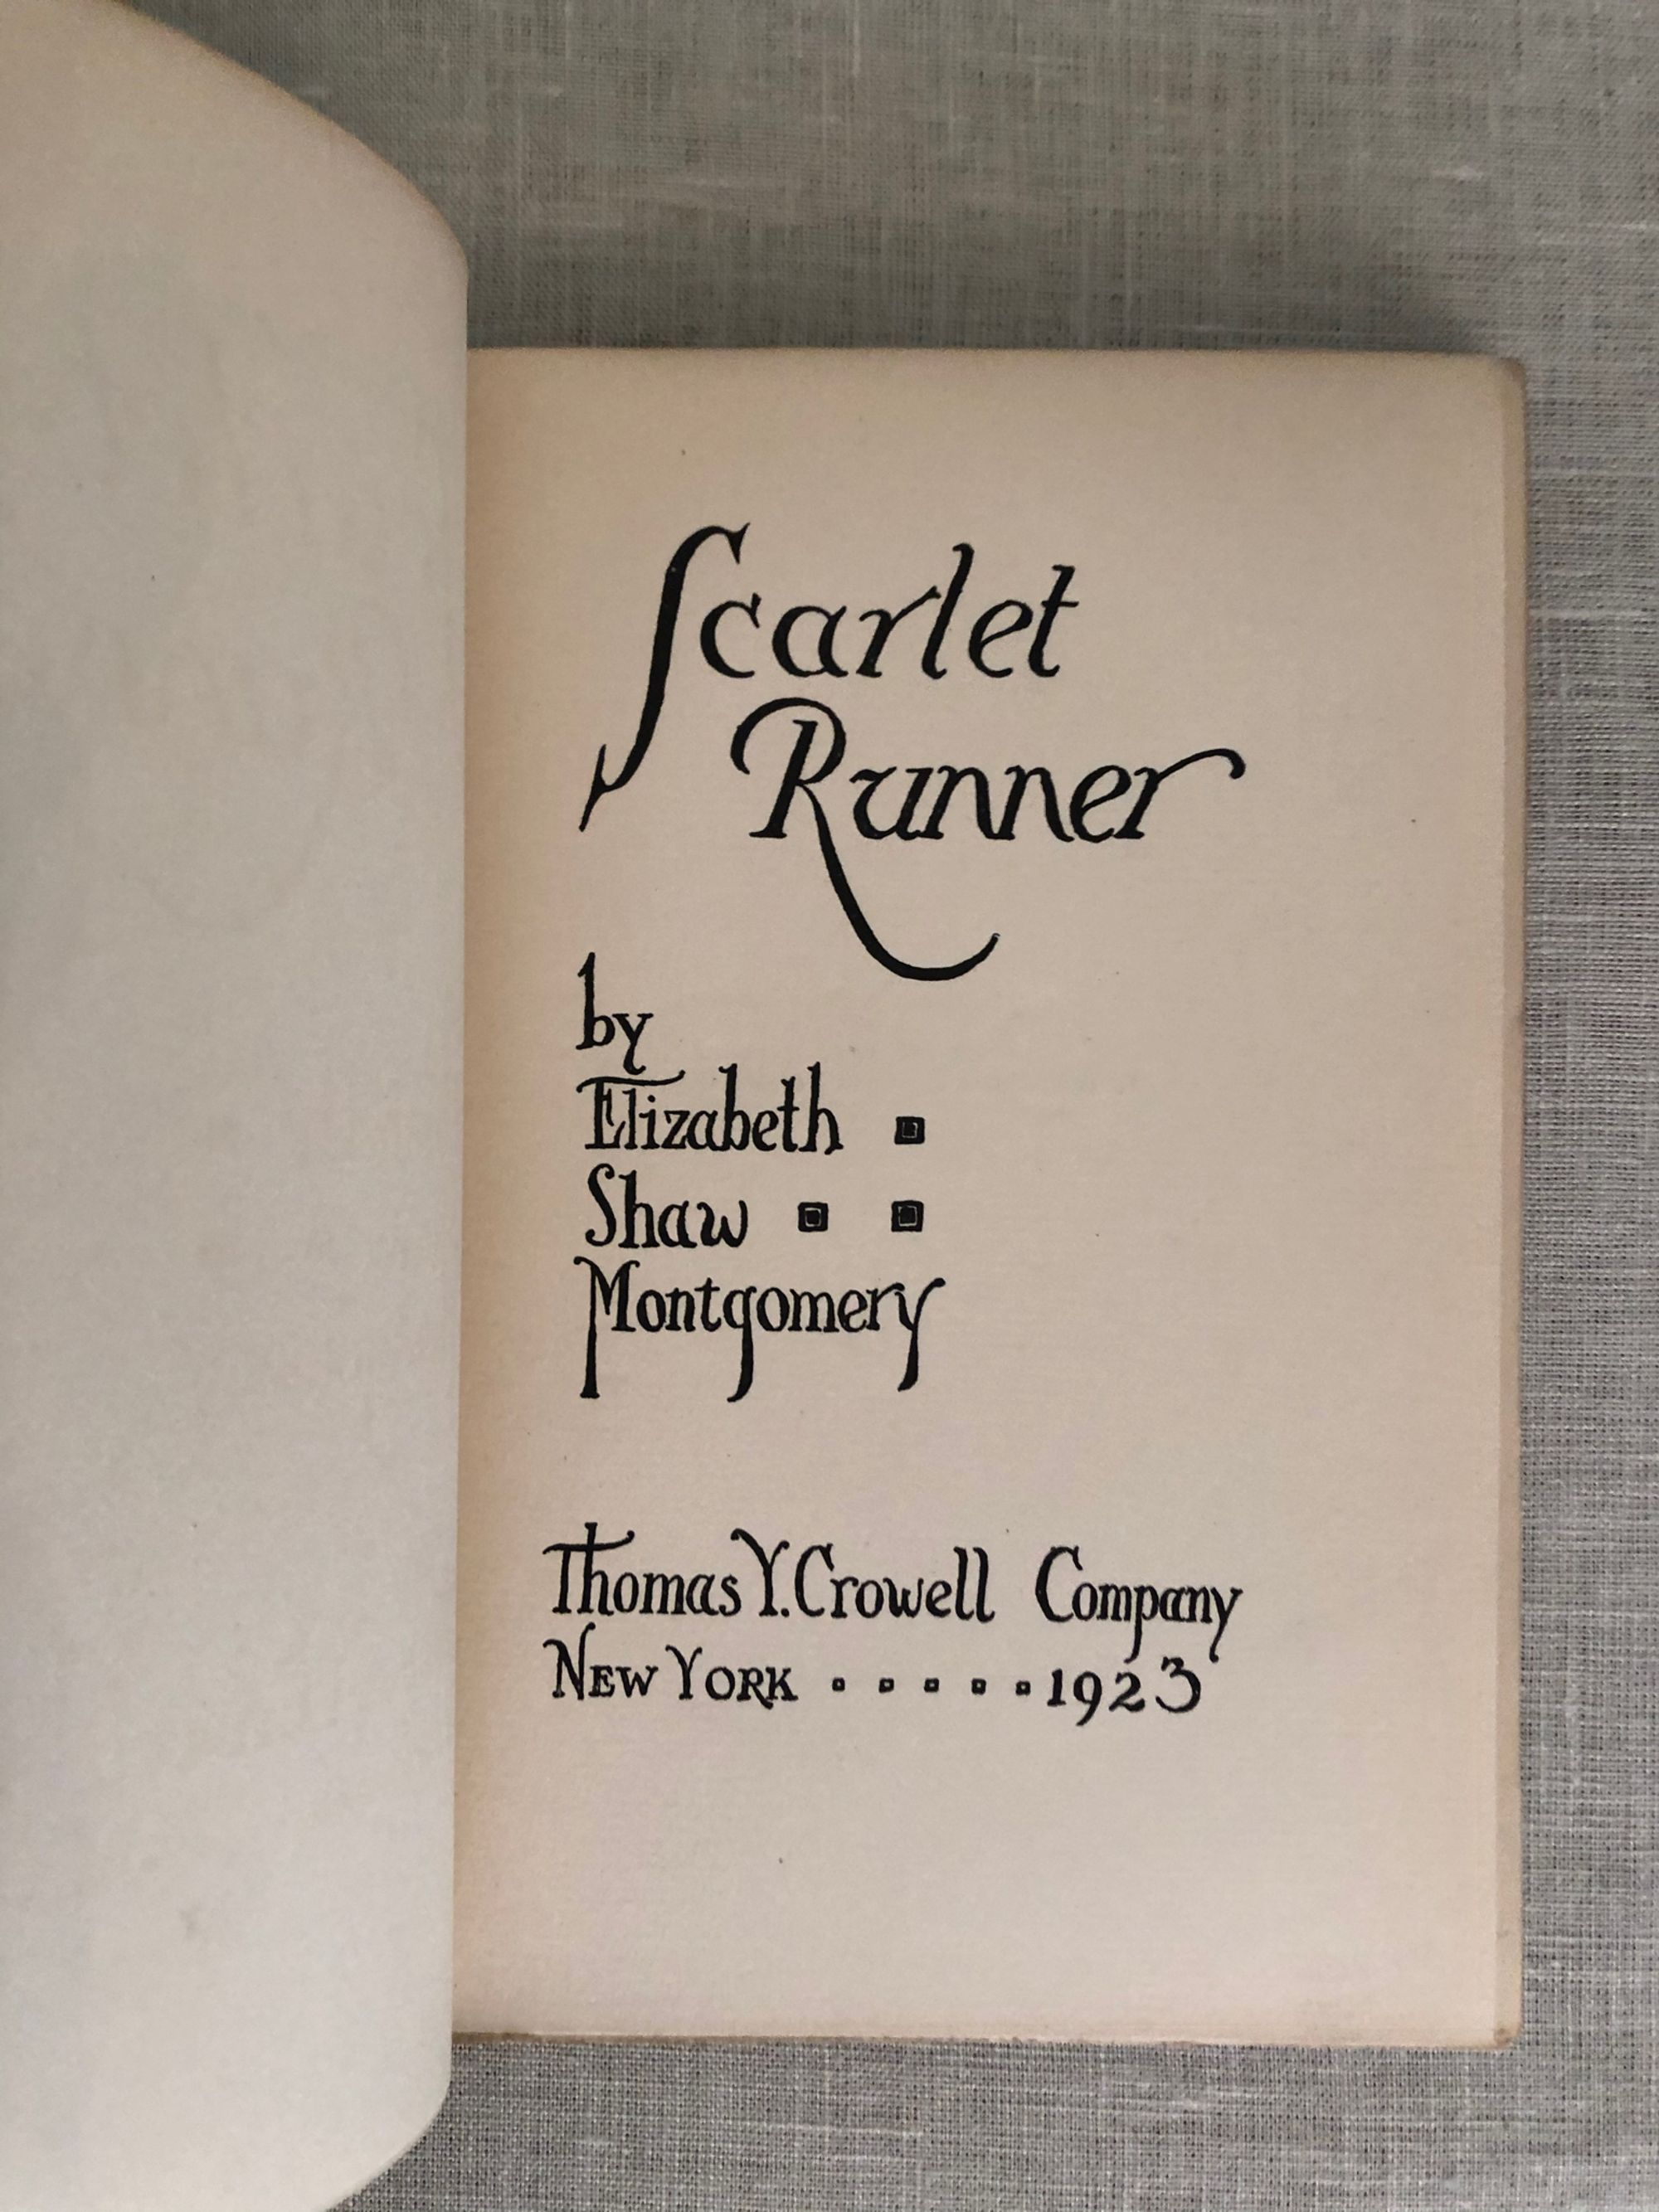 Scarlet
Runner
by
Elizabeth
Shaw
Montgomery
Thomas Y. Crowell Company
New York . . . . . 1923